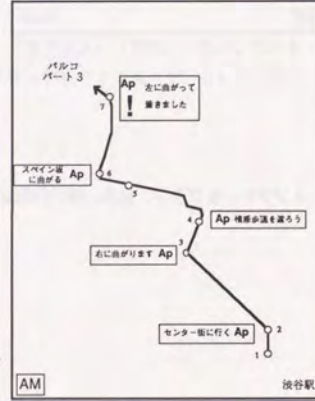 パルコ
パート3
Ap 左に曲がって
! 着きました
7
スペイン坂
に曲がる Ap
6
5
4
Ap 横断歩道を渡ろう
3
右に曲がります Ap
センター街に行く Ap
2
1
AM
渋谷駅